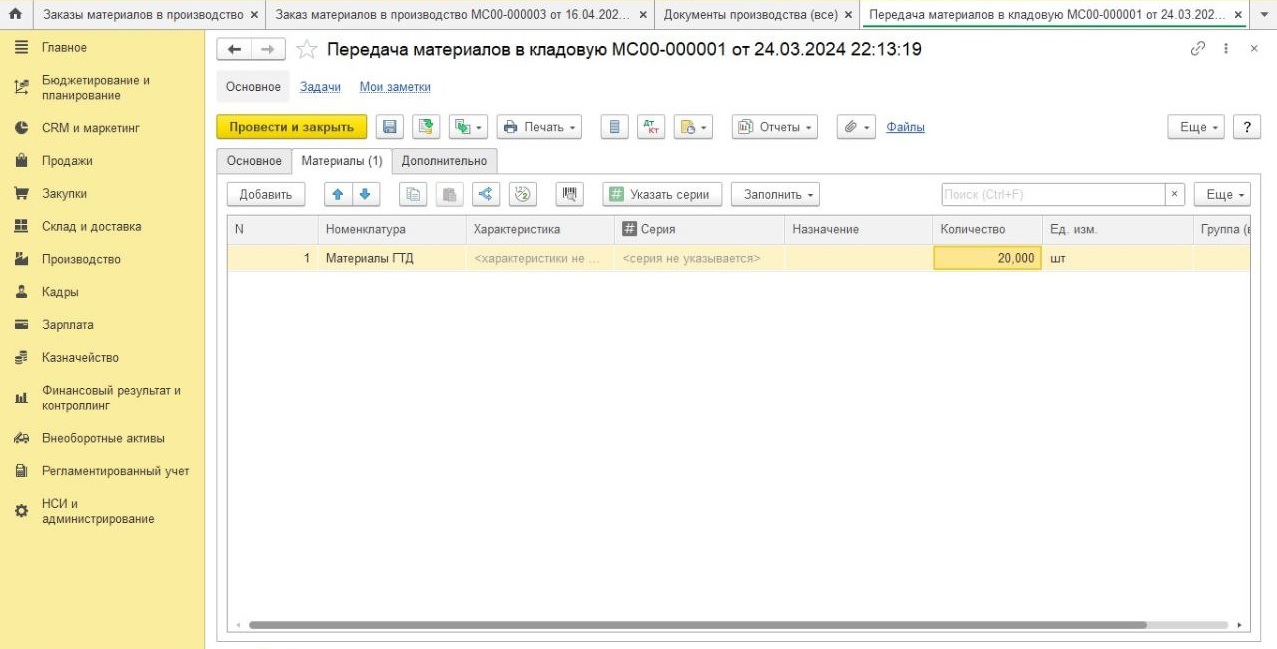 Заказы материалов в производство ×
Заказ материалов в производство МС00-000003 от 16.04.202... ×
Документы производства (все) ×
Передача материалов в кладовую МС00-000001 от 24.03.202... ×
Главное
Бюджетирование и
планирование
CRM и маркетинг
Продажи
Закупки
Склад и доставка
Производство
Кадры
Зарплата
Казначейство
Финансовый результат и
контроллинг
Внеоборотные активы
Регламентированный учет
НСИ и
администрирование
Передача материалов в кладовую МС00-000001 от 24.03.2024 22:13:19
Основное Задачи Мои заметки
Провести и закрыть Печать Дт Кт Отчеты Файлы Еще ?
Основное Материалы (1) Дополнительно
Добавить Указать серии Заполнить Поиск (Ctrl+F) × Еще
N Номенклатура Характеристика # Серия Назначение Количество Ед. изм. Группа (в
1 Материалы ГТД <характеристики не ... <серия не указывается> 20,000 шт